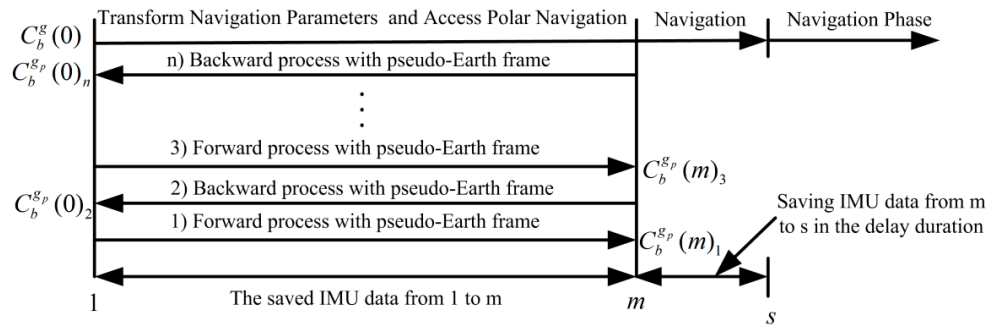 Transform Navigation Parameters and Access Polar Navigation
Navigation
Navigation Phase
C_b^g(0)
n) Backward process with pseudo-Earth frame
C_b^{g_p}(0)_n
3) Forward process with pseudo-Earth frame
C_b^{g_p}(m)_3
2) Backward process with pseudo-Earth frame
C_b^{g_p}(0)_2
Saving IMU data from m
to s in the delay duration
1) Forward process with pseudo-Earth frame
C_b^{g_p}(m)_1
1
The saved IMU data from 1 to m
m
s